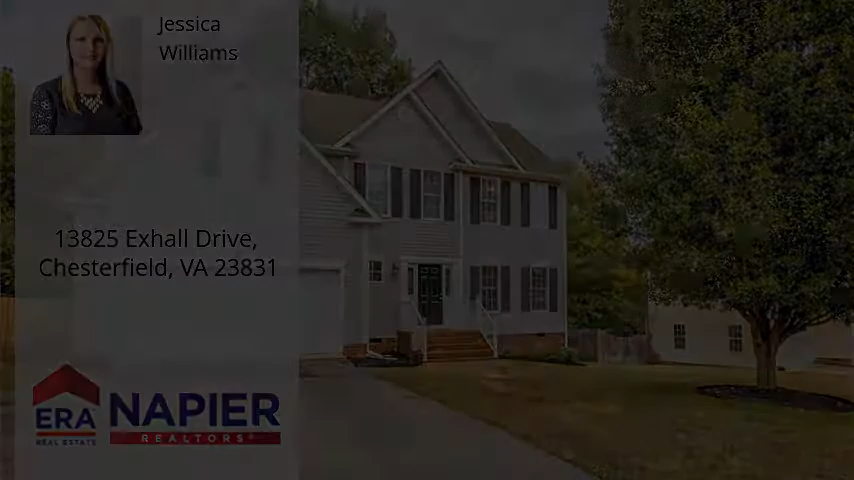 Jessica
Williams
13825 Exhall Drive,
Chesterfield, VA 23831
ERA
REAL ESTATE
NAPIER
REALTORS®